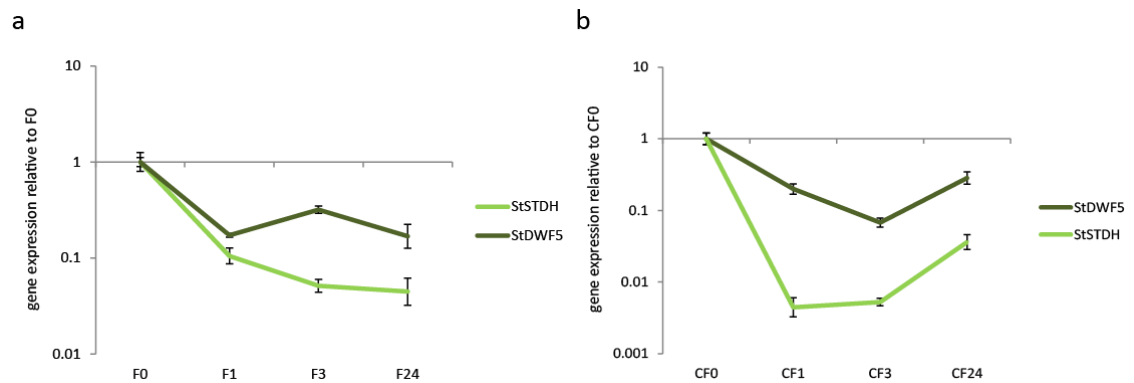 a
gene expression relative to F0
10
1
0.1
0.01
F0 F1 F3 F24
StSTDH
StDWF5
b
gene expression relative to CF0
10
1
0.1
0.01
0.001
CF0 CF1 CF3 CF24
StDWF5
StSTDH